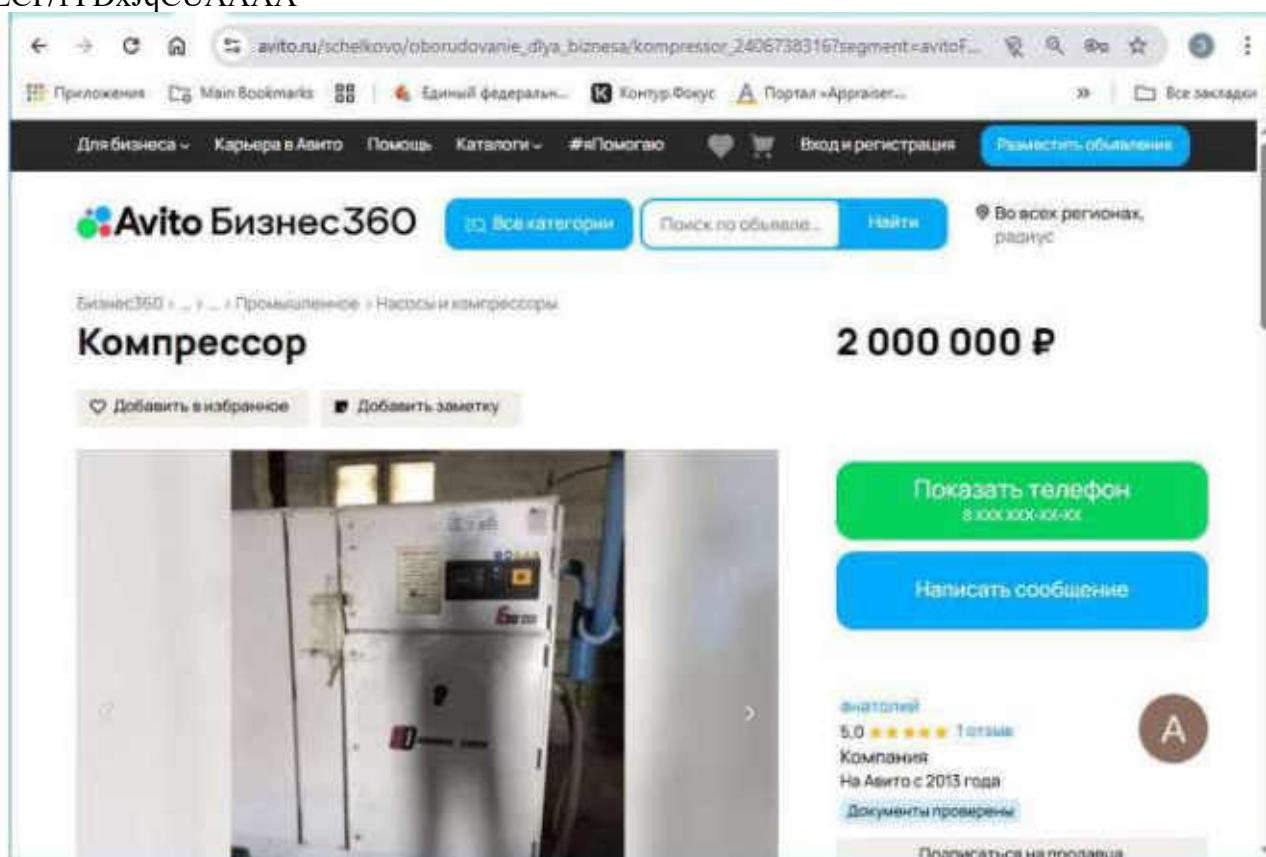 avito.ru/schelkovo/oborudovanie_dlya_biznesa/kompressor_2406738316?segment=avitoF...
Приложения Main Bookmarks Единый федеральн... Контур.Фокус Портал «Appraiser... » Все закладки
Для бизнеса Карьера в Авито Помощь Каталоги #яПомогаю Вход и регистрация Разместить объявление
Avito Бизнес360 Все категории Поиск по объявле... Найти Во всех регионах,
радиус
Бизнес360 › ... › ... › Промышленное › Насосы и компрессоры
Компрессор 2 000 000 ₽
Добавить в избранное Добавить заметку
Показать телефон
8 XXX XXX-XX-XX
Написать сообщение
анатолий
5,0 1 отзыв
A
Компания
На Авито с 2013 года
Документы проверены
Подписаться на продавца